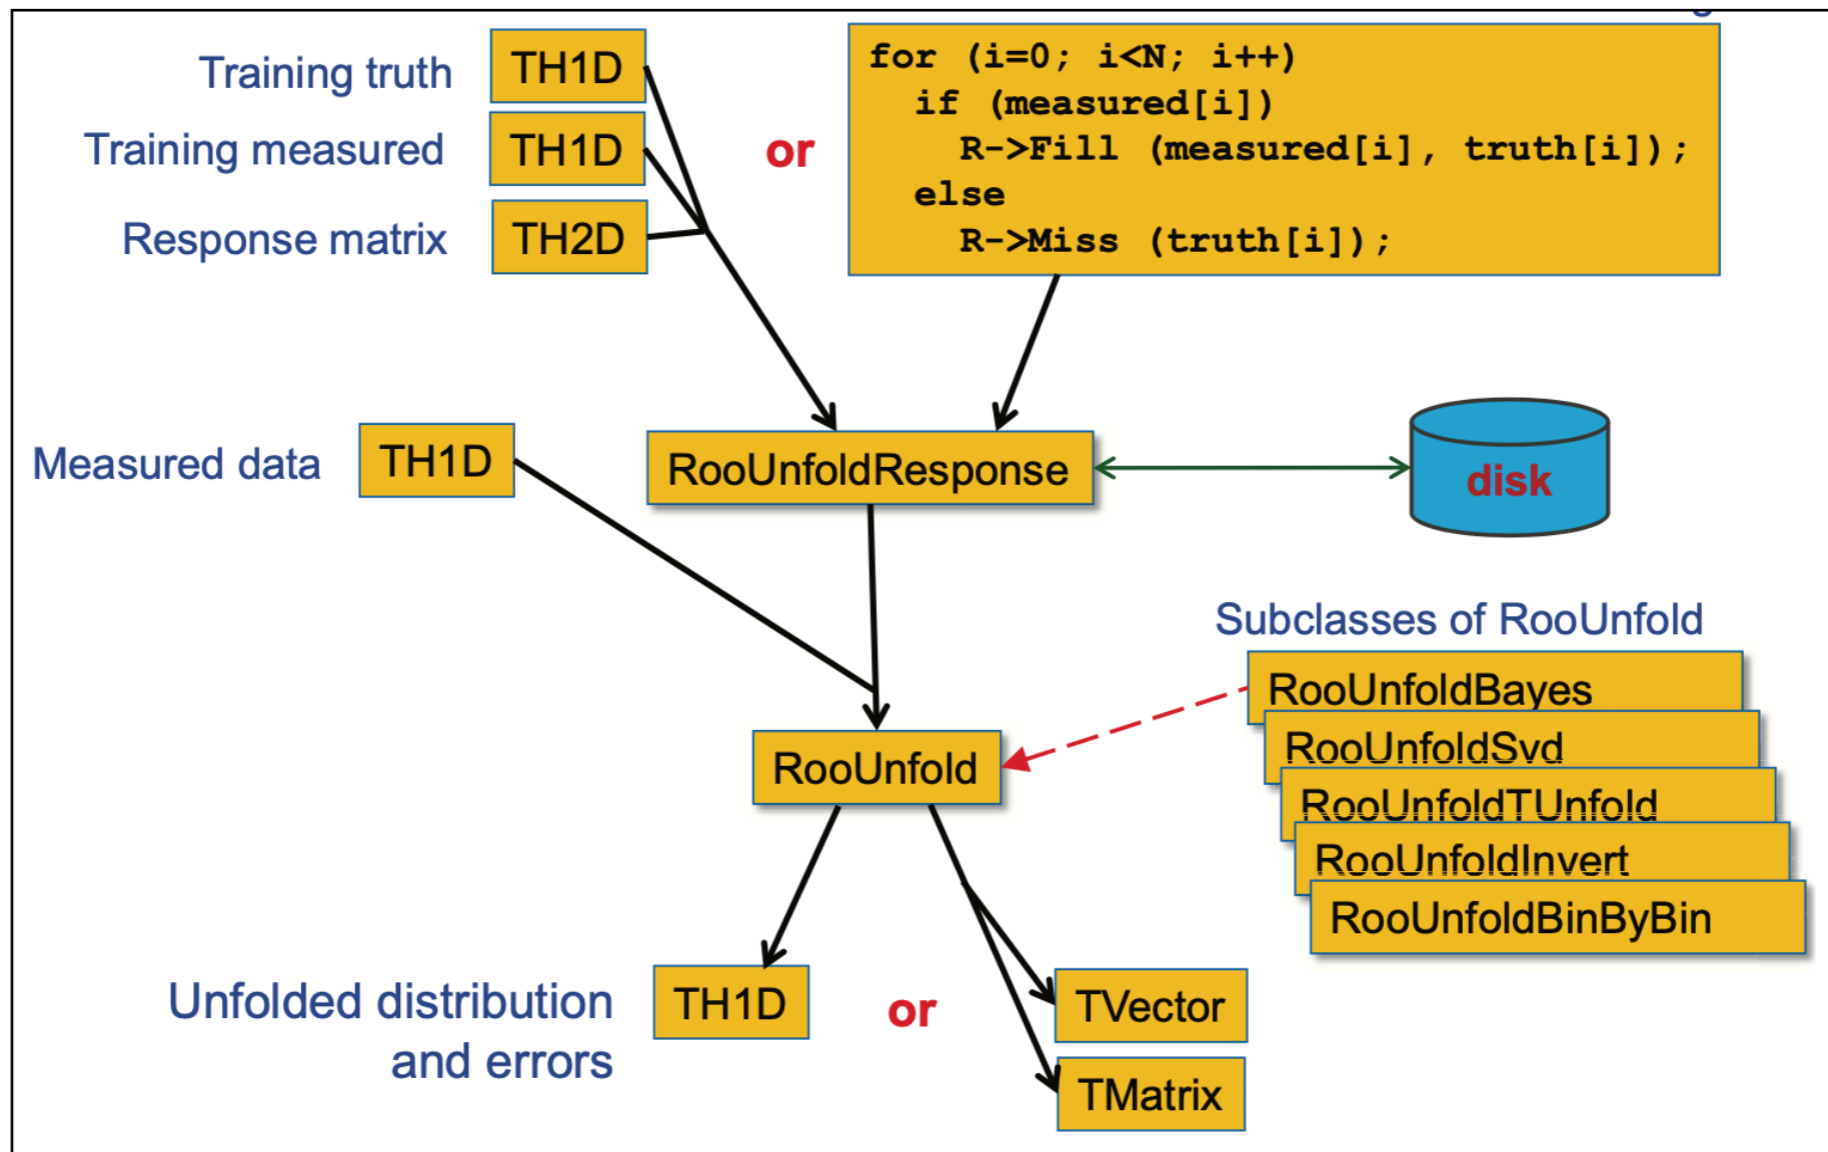 Training truth
TH1D
Training measured
TH1D
Response matrix
TH2D
or
for (i=0; i<N; i++)
if (measured[i])
R->Fill (measured[i], truth[i]);
else
R->Miss (truth[i]);
Measured data
TH1D
RooUnfoldResponse
disk
Subclasses of RooUnfold
RooUnfoldBayes
RooUnfoldSvd
RooUnfoldTUnfold
RooUnfoldInvert
RooUnfoldBinByBin
RooUnfold
Unfolded distribution
and errors
TH1D
or
TVector
TMatrix